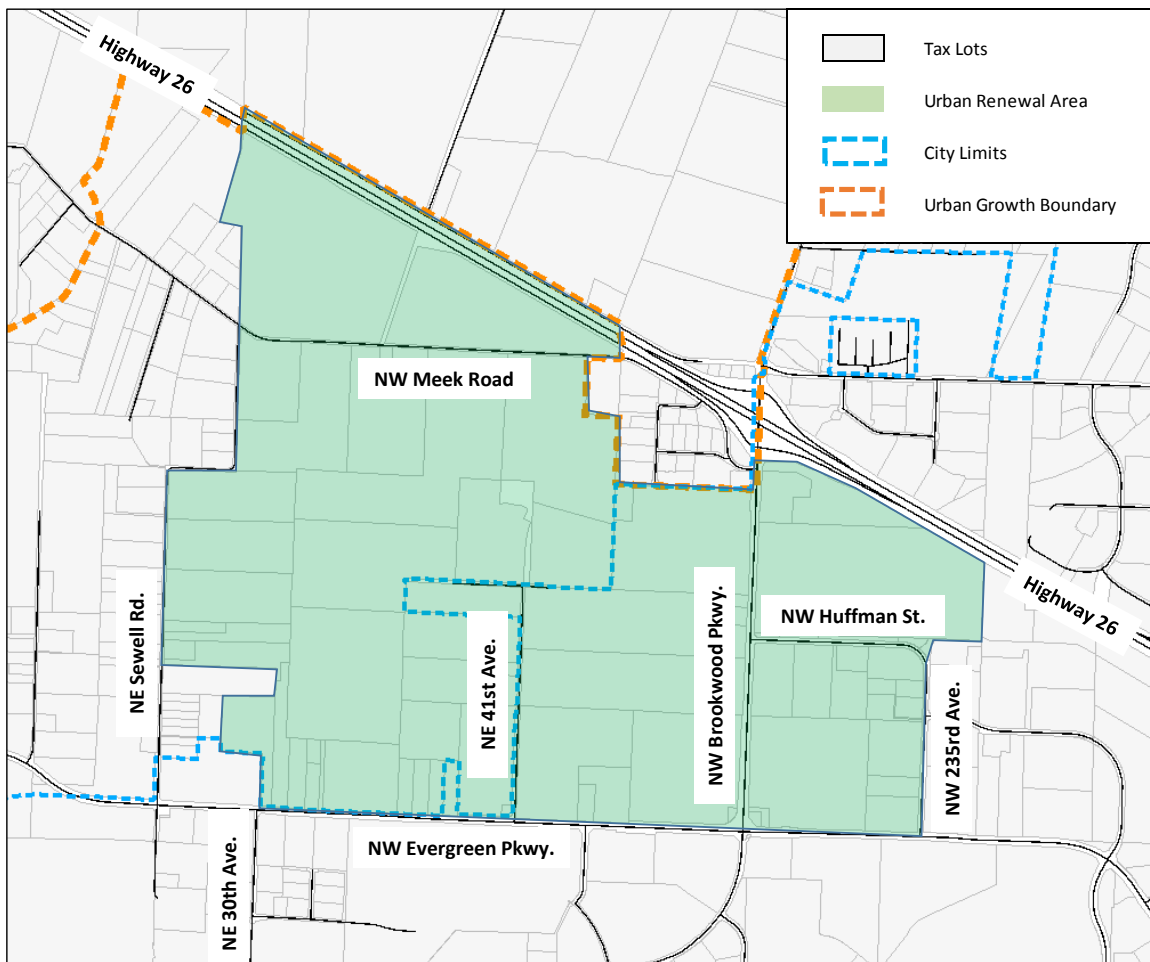 Highway 26
Tax Lots
Urban Renewal Area
City Limits
Urban Growth Boundary
NW Meek Road
NE Sewell Rd.
NE 41st Ave.
NW Brookwood Pkwy.
NW Huffman St.
Highway 26
NW 235rd Ave.
NE 30th Ave.
NW Evergreen Pkwy.